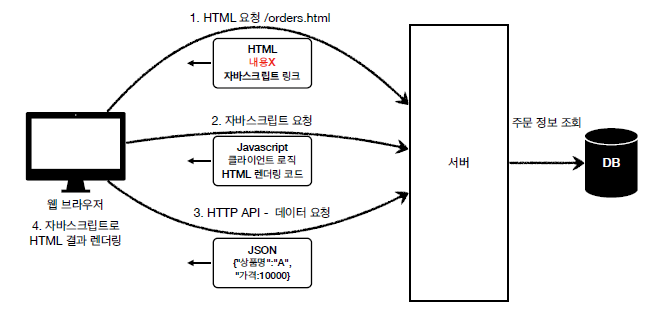 1. HTML 요청 /orders.html
HTML
내용X
자바스크립트 링크
2. 자바스크립트 요청
Javascript
클라이언트 로직
HTML 렌더링 코드
웹 브라우저
4. 자바스크립트로
HTML 결과 렌더링
3. HTTP API - 데이터 요청
JSON
{"상품명":"A",
"가격:10000}
서버
주문 정보 조회
DB